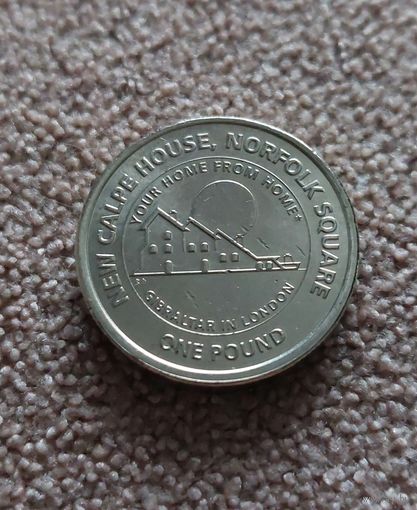 NEW CALPE HOUSE, NORFOLK SQUARE
YOUR HOME FROM HOME
GIBRALTAR IN LONDON
ONE POUND